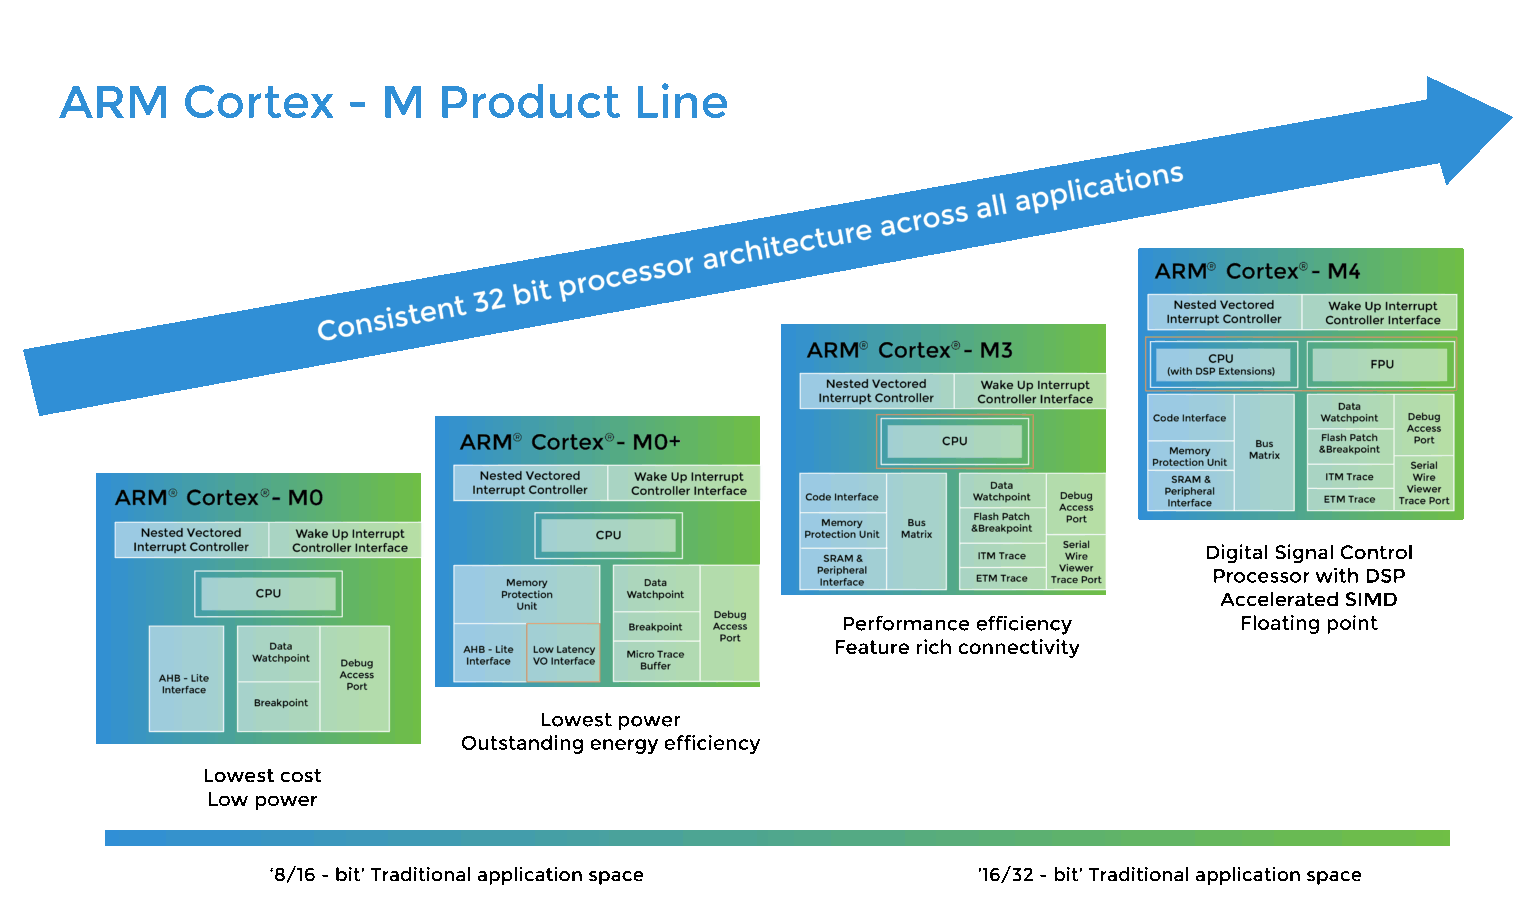 ARM Cortex - M Product Line
Consistent 32 bit processor architecture across all applications
ARM® Cortex®- M0
Nested Vectored
Interrupt Controller
Wake Up Interrupt
Controller Interface
CPU
AHB - Lite
Interface
Data
Watchpoint
Breakpoint
Debug
Access
Port
Lowest cost
Low power
ARM® Cortex®- M0+
Nested Vectored
Interrupt Controller
Wake Up Interrupt
Controller Interface
CPU
Memory
Protection
Unit
AHB - Lite
Interface
Low Latency
VO Interface
Data
Watchpoint
Breakpoint
Micro Trace
Buffer
Debug
Access
Port
Lowest power
Outstanding energy efficiency
ARM® Cortex®- M3
Nested Vectored
Interrupt Controller
Wake Up Interrupt
Controller Interface
CPU
Code Interface
Memory
Protection Unit
SRAM &
Peripheral
Interface
Bus
Matrix
Data
Watchpoint
Flash Patch
&Breakpoint
ITM Trace
ETM Trace
Debug
Access
Port
Serial
Wire
Viewer
Trace Port
Performance efficiency
Feature rich connectivity
ARM® Cortex®- M4
Nested Vectored
Interrupt Controller
Wake Up Interrupt
Controller Interface
CPU
(with DSP Extensions)
FPU
Code Interface
Memory
Protection Unit
SRAM &
Peripheral
Interface
Bus
Matrix
Data
Watchpoint
Flash Patch
&Breakpoint
ITM Trace
ETM Trace
Debug
Access
Port
Serial
Wire
Viewer
Trace Port
Digital Signal Control
Processor with DSP
Accelerated SIMD
Floating point
‘8/16 - bit’ Traditional application space
’16/32 - bit’ Traditional application space